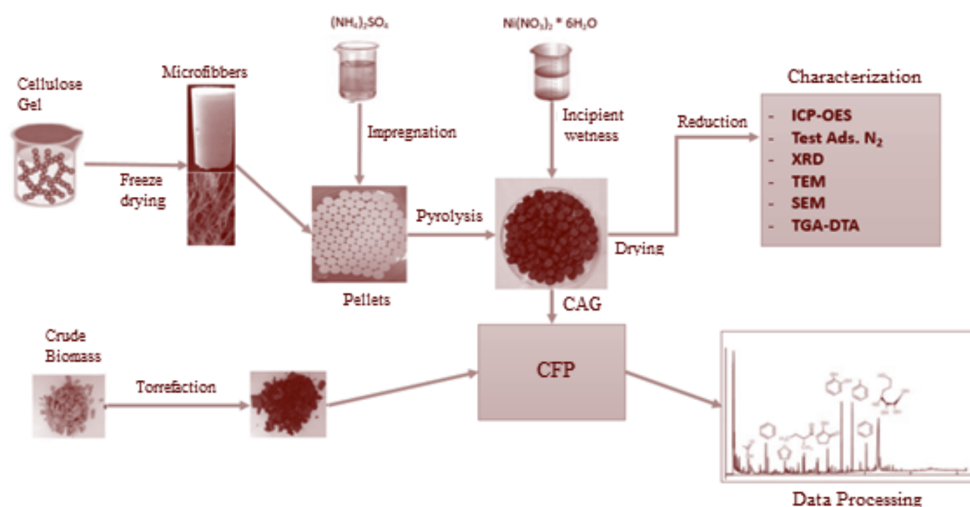 (NH₄)₂SO₄
Ni(NO₃)₂ * 6H₂O
Cellulose
Gel
Microfibbers
Impregnation
Incipient
wetness
Freeze
drying
Pyrolysis
Drying
Reduction
Pellets
CAG
Characterization
- ICP-OES
- Test Ads. N₂
- XRD
- TEM
- SEM
- TGA-DTA
Crude
Biomass
Torrefaction
CFP
Data Processing